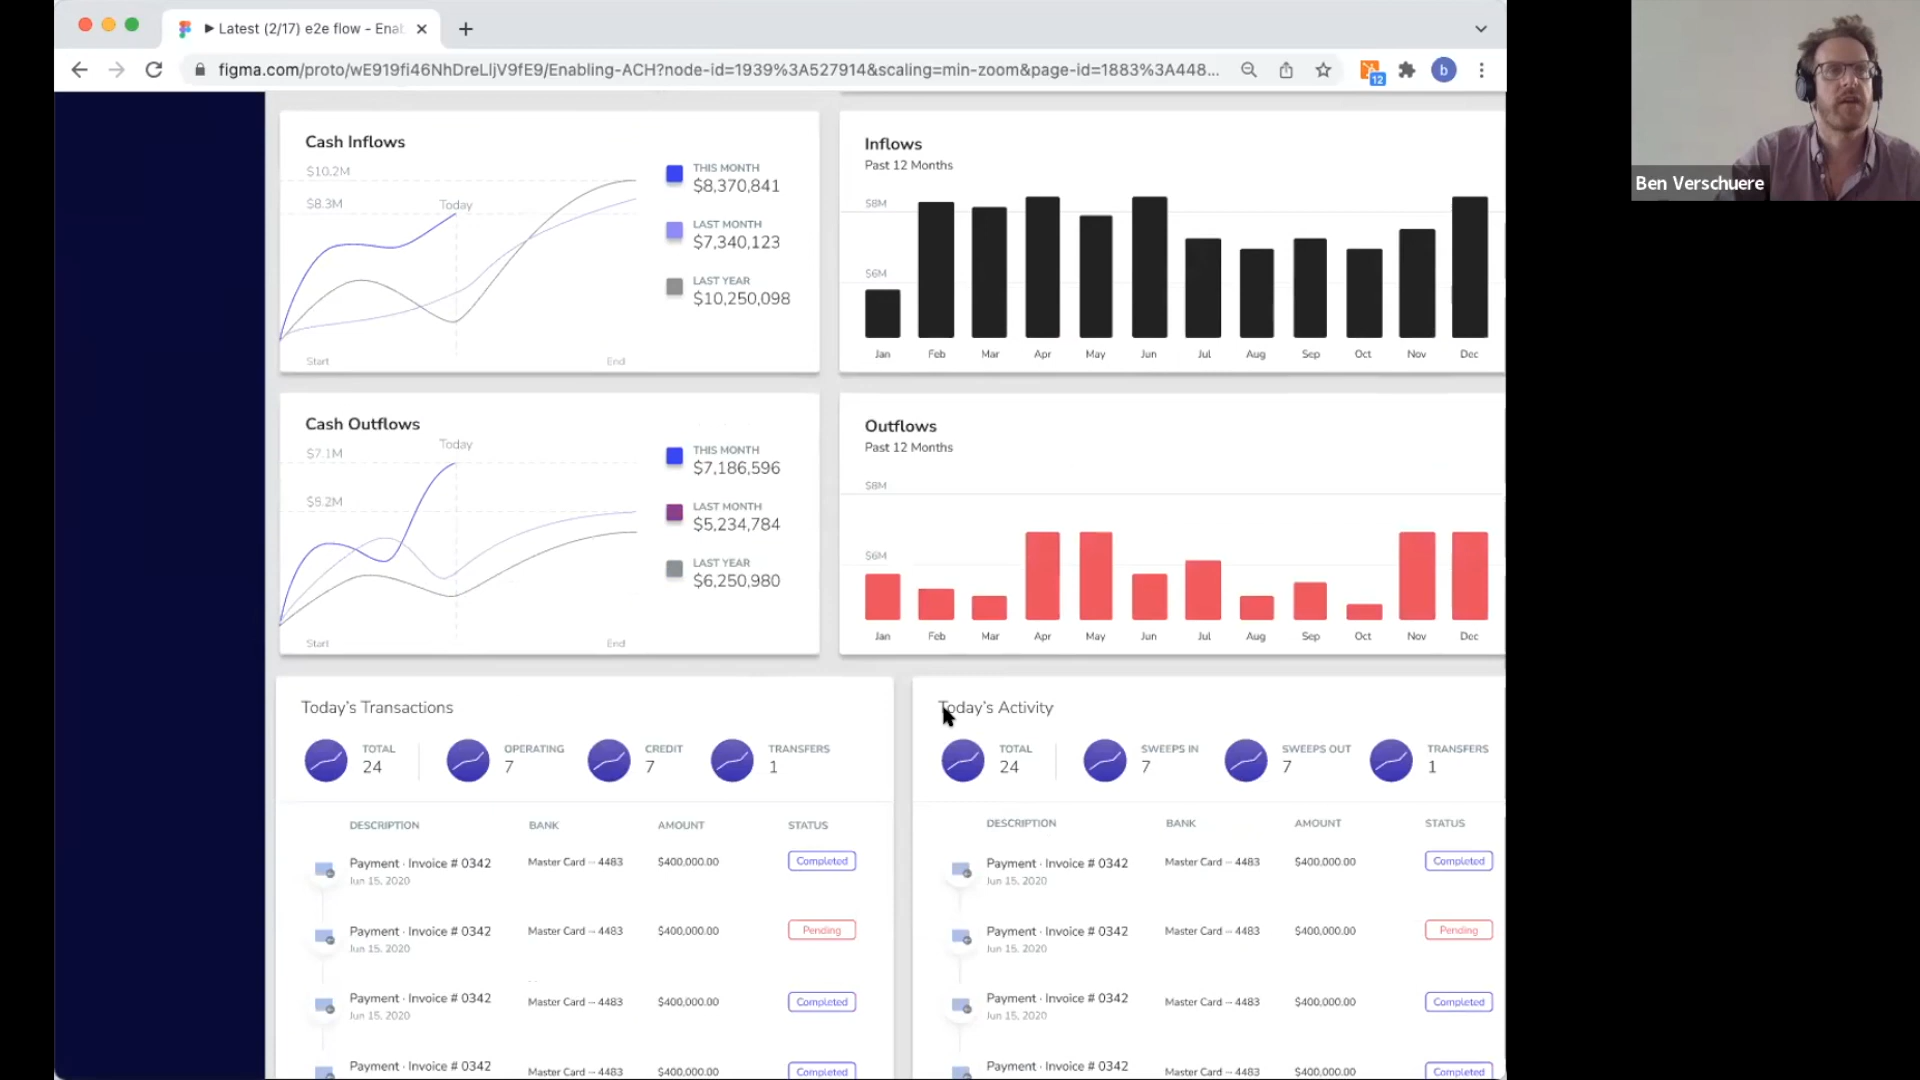 Latest (2/17) e2e flow - Ena
figma.com/proto/wE919fi46NhDreLljV9fE9/Enabling-ACH?node-id=1939%3A527914&scaling=min-zoom&page-id=1883%3A448...
12
b
Ben Verschuere
Cash Inflows
$10.2M
$8.3M
Today
Start
End
THIS MONTH
$8,370,841
LAST MONTH
$7,340,123
LAST YEAR
$10,250,098
Inflows
Past 12 Months
$8M
$6M
Jan Feb Mar Apr May Jun Jul Aug Sep Oct Nov Dec
Cash Outflows
Today
$7.1M
$5.2M
Start
End
THIS MONTH
$7,186,596
LAST MONTH
$5,234,784
LAST YEAR
$6,250,980
Outflows
Past 12 Months
$8M
$6M
Jan Feb Mar Apr May Jun Jul Aug Sep Oct Nov Dec
Today's Transactions
TOTAL OPERATING CREDIT TRANSFERS
24 7 7 1
DESCRIPTION BANK AMOUNT STATUS
Payment · Invoice # 0342 Master Card -- 4483 $400,000.00 Completed
Jun 15, 2020
Payment · Invoice # 0342 Master Card -- 4483 $400,000.00 Pending
Jun 15, 2020
Payment · Invoice # 0342 Master Card -- 4483 $400,000.00 Completed
Jun 15, 2020
Payment · Invoice # 0342 Master Card -- 4483 $400,000.00 Completed
Today's Activity
TOTAL SWEEPS IN SWEEPS OUT TRANSFERS
24 7 7 1
DESCRIPTION BANK AMOUNT STATUS
Payment · Invoice # 0342 Master Card -- 4483 $400,000.00 Completed
Jun 15, 2020
Payment · Invoice # 0342 Master Card -- 4483 $400,000.00 Pending
Jun 15, 2020
Payment · Invoice # 0342 Master Card -- 4483 $400,000.00 Completed
Jun 15, 2020
Payment · Invoice # 0342 Master Card -- 4483 $400,000.00 Completed